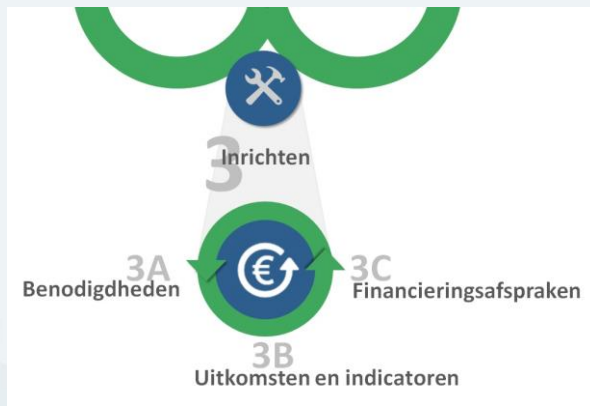 3
Inrichten
3A
Benodigdheden
€
3C
Financieringsafspraken
3B
Uitkomsten en indicatoren